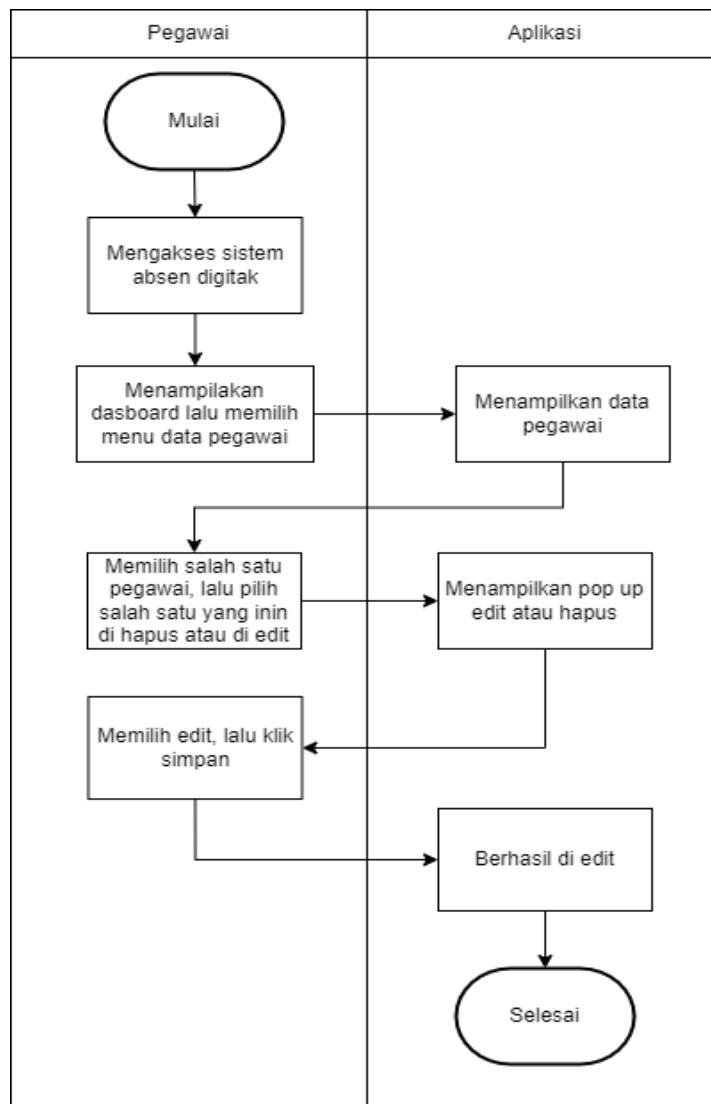 Pegawai
Aplikasi
Mulai
Mengakses sistem
absen digitak
Menampilakan
dasboard lalu memilih
menu data pegawai
Menampilkan data
pegawai
Memilih salah satu
pegawai, lalu pilih
salah satu yang inin
di hapus atau di edit
Menampilkan pop up
edit atau hapus
Memilih edit, lalu klik
simpan
Berhasil di edit
Selesai